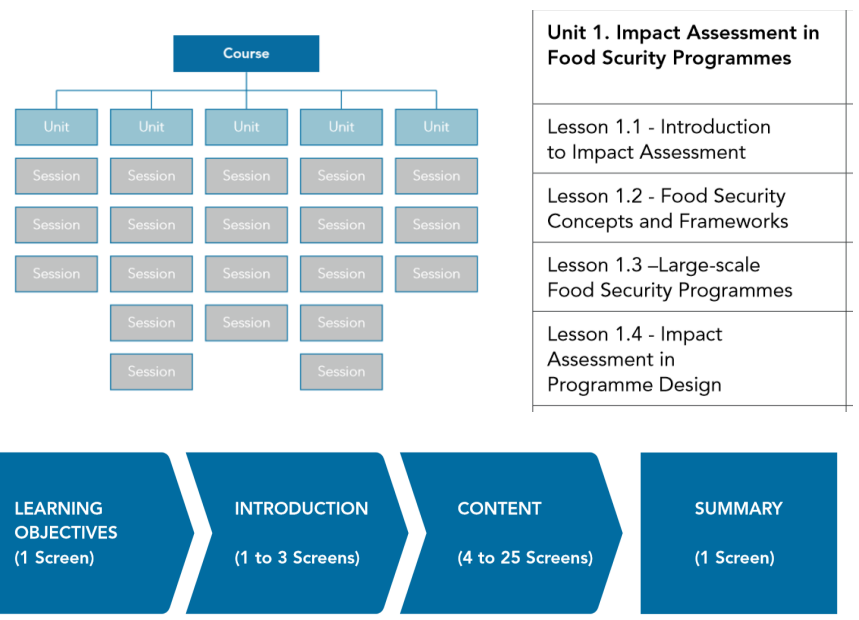 Course
Unit Unit Unit Unit Unit
Session Session Session Session Session
Session Session Session Session Session
Session Session Session Session Session
Session Session Session
Session Session
Unit 1. Impact Assessment in
Food Scurity Programmes
Lesson 1.1 - Introduction
to Impact Assessment
Lesson 1.2 - Food Security
Concepts and Frameworks
Lesson 1.3 –Large-scale
Food Security Programmes
Lesson 1.4 - Impact
Assessment in
Programme Design
LEARNING
OBJECTIVES
(1 Screen)
INTRODUCTION
(1 to 3 Screens)
CONTENT
(4 to 25 Screens)
SUMMARY
(1 Screen)